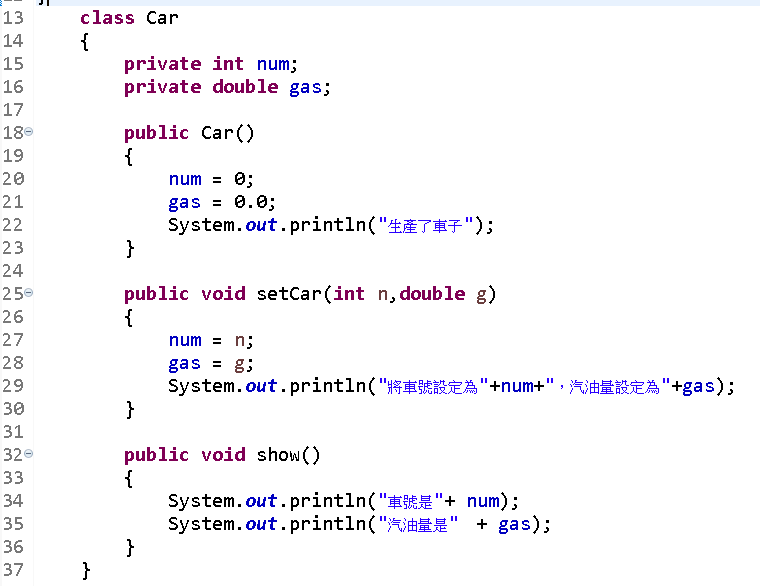 13 class Car
14 {
15 private int num;
16 private double gas;
17
18 public Car()
19 {
20 num = 0;
21 gas = 0.0;
22 System.out.println("生產了車子");
23 }
24
25 public void setCar(int n,double g)
26 {
27 num = n;
28 gas = g;
29 System.out.println("將車號設定為"+num+"，汽油量設定為"+gas);
30 }
31
32 public void show()
33 {
34 System.out.println("車號是"+ num);
35 System.out.println("汽油量是" + gas);
36 }
37 }